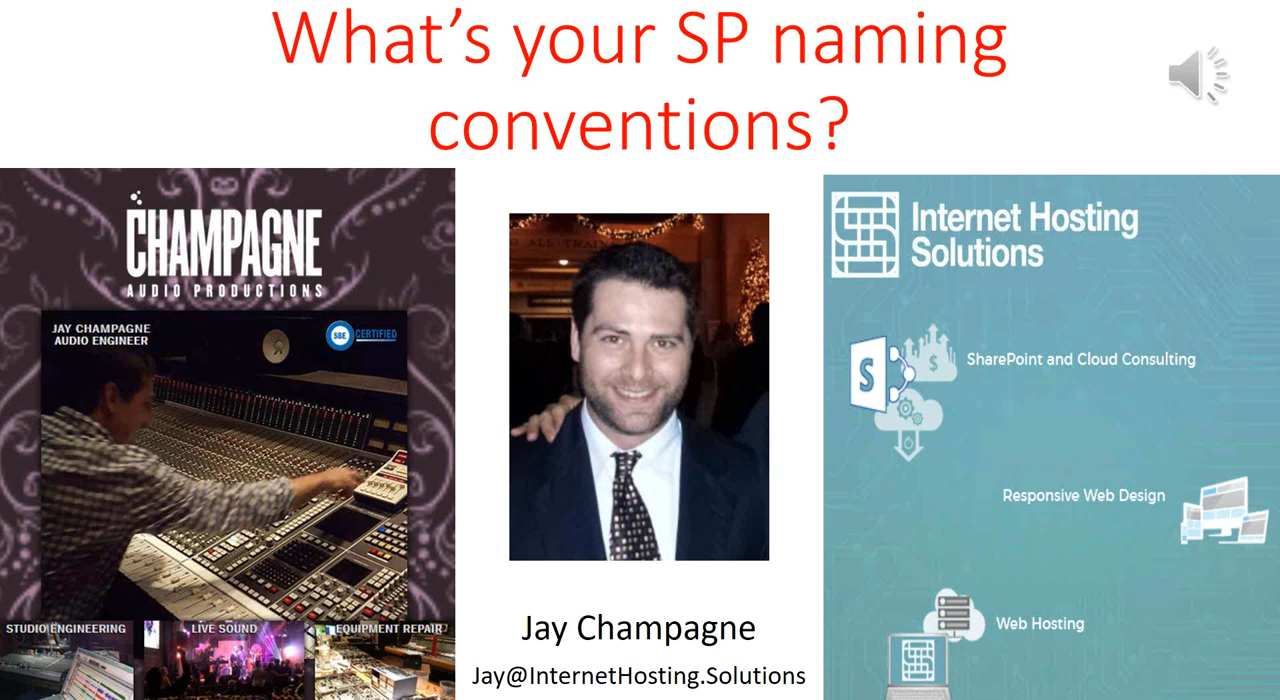 What’s your SP naming
conventions?
CHAMPAGNE
AUDIO PRODUCTIONS
JAY CHAMPAGNE
AUDIO ENGINEER
SBE CERTIFIED
STUDIO ENGINEERING
LIVE SOUND
EQUIPMENT REPAIR
Jay Champagne
Jay@InternetHosting.Solutions
Internet Hosting
Solutions
S
$
SharePoint and Cloud Consulting
Responsive Web Design
Web Hosting